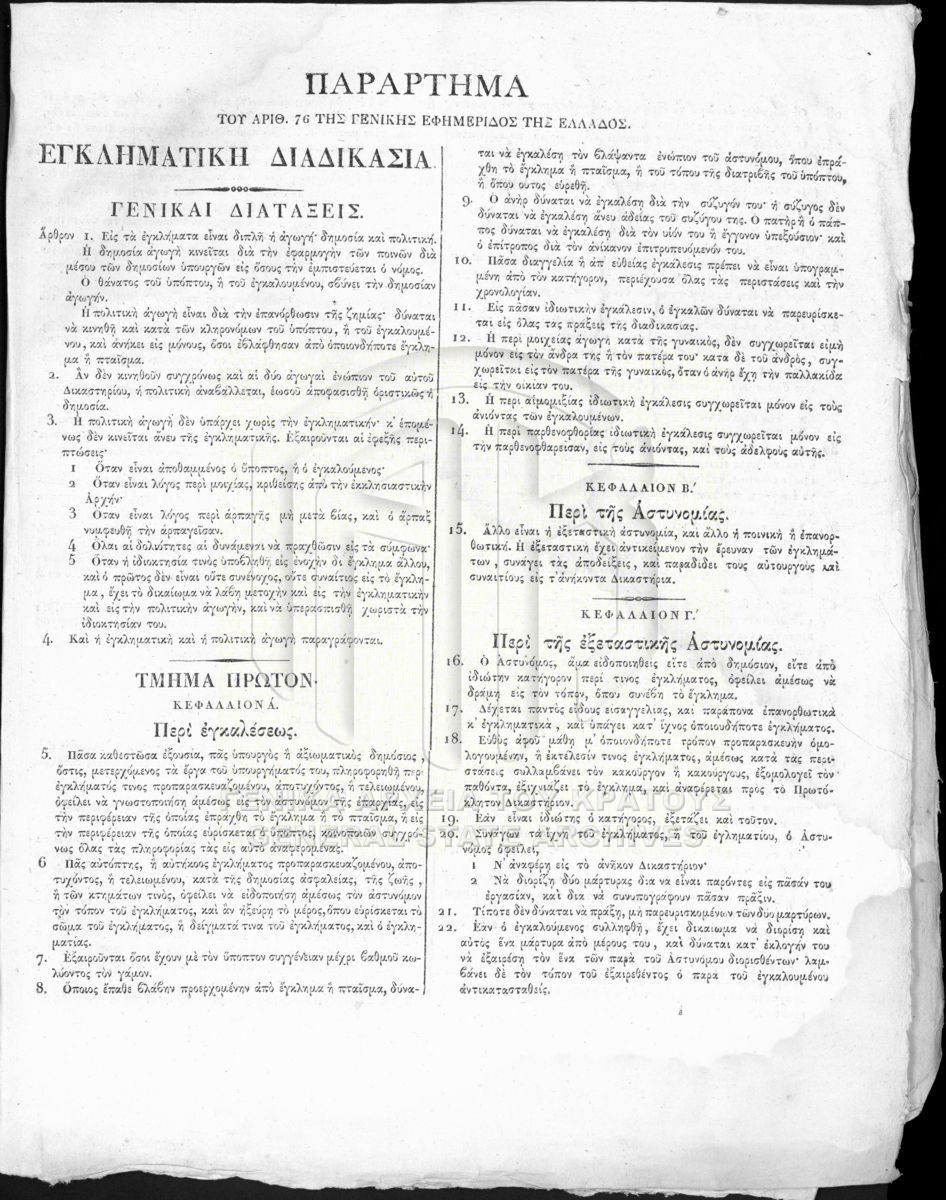 ΠΑΡΑΡΤΗΜΑ
ΤΟΥ ΑΡΙΘ. 76 ΤΗΣ ΓΕΝΙΚΗΣ ΕΦΗΜΕΡΙΔΟΣ ΤΗΣ ΕΛΛΑΔΟΣ.
ΕΓΚΛΗΜΑΤΙΚΗ ΔΙΑΔΙΚΑΣΙΑ
ΓΕΝΙΚΑΙ ΔΙΑΤΑΞΕΙΣ.
Ἄρθρον 1. Εἰς τὰ ἐγκλήματα εἶναι διπλῆ ἡ ἀγωγή· δημοσία καὶ πολιτική.
Ἡ δημοσία ἀγωγὴ κινεῖται διὰ τὴν ἐφαρμογὴν τῶν ποινῶν διὰ
μέσου τῶν δημοσίων ὑπουργῶν εἰς ὅσους τὴν ἐμπιστεύεται ὁ νόμος.
Ὁ θάνατος τοῦ ὑπόπτου, ἢ τοῦ ἐγκαλουμένου, σβύνει τὴν δημοσίαν
ἀγωγήν.
Ἡ πολιτικὴ ἀγωγὴ εἶναι διὰ τὴν ἐπανόρθωσιν τῆς ζημίας· δύναται
νὰ κινηθῇ καὶ κατὰ τῶν κληρονόμων τοῦ ὑπόπτου, ἢ τοῦ ἐγκαλουμέ-
νου, καὶ ἀνήκει εἰς μόνους, ὅσοι ἐβλάφθησαν ἀπὸ ὁποιονδήποτε ἔγκλη-
μα ἢ πταῖσμα.
2. Ἂν δὲν κινηθοῦν συγχρόνως καὶ αἱ δύο ἀγωγαὶ ἐνώπιον τοῦ αὐτοῦ
Δικαστηρίου, ἡ πολιτικὴ ἀναβάλλεται, ἑωσοῦ ἀποφασισθῇ ὁριστικῶς ἡ
δημοσία.
3. Ἡ πολιτικὴ ἀγωγὴ δὲν ὑπάρχει χωρὶς τὴν ἐγκληματικήν· κ' ἑπομέ-
νως δὲν κινεῖται ἄνευ τῆς ἐγκληματικῆς. Ἐξαιροῦνται αἱ ἐφεξῆς περι-
πτώσεις·
1 Ὅταν εἶναι ἀποθαμμένος ὁ ὕποπτος, ἢ ὁ ἐγκαλούμενος·
2 Ὅταν εἶναι λόγος περὶ μοιχίας, κριθείσης ἀπὸ τὴν ἐκκλησιαστικὴν
Ἀρχήν·
3 Ὅταν εἶναι λόγος περὶ ἁρπαγῆς μὴ μετὰ βίας, καὶ ὁ ἅρπαξ
νυμφευθῇ τὴν ἁρπαγεῖσαν.
4 Ὅλαι αἱ δολιότητες αἱ δυνάμεναι νὰ πραχθῶσιν εἰς τὰ σύμφωνα·
5 Ὅταν ἡ ἰδιοκτησία τινὸς ὑποβληθῇ εἰς ἐνοχὴν δι' ἔγκλημα ἄλλου,
καὶ ὁ πρῶτος δὲν εἶναι οὔτε συνένοχος, οὔτε συναίτιος εἰς τὸ ἔγκλη-
μα, ἔχει τὸ δικαίωμα νὰ λάβῃ μετοχὴν καὶ εἰς τὴν ἐγκληματικὴν
καὶ εἰς τὴν πολιτικὴν ἀγωγὴν, καὶ νὰ ὑπερασπισθῇ χωριστὰ τὴν
ἰδιοκτησίαν του.
4. Καὶ ἡ ἐγκληματικὴ καὶ ἡ πολιτικὴ ἀγωγὴ παραγράφονται.
ΤΜΗΜΑ ΠΡΩΤΟΝ·
ΚΕΦΑΛΑΙΟΝ Α.
Περὶ ἐγκαλέσεως.
5. Πᾶσα καθεστῶσα ἐξουσία, πᾶς ὑπουργὸς ἢ ἀξιωματικὸς δημόσιος,
ὅστις, μετερχόμενος τὰ ἔργα τοῦ ὑπουργήματός του, πληροφορηθῇ περὶ
ἐγκλήματός τινος προπαρασκευαζομένου, ἀποτυχόντος, ἢ τελειωμένου,
ὀφείλει νὰ γνωστοποιήσῃ ἀμέσως εἰς τὸν ἀστυνόμον τῆς ἐπαρχίας, εἰς
τὴν περιφέρειαν τῆς ὁποίας ἐπράχθη τὸ ἔγκλημα ἢ τὸ πταῖσμα, ἢ εἰς
τὴν περιφέρειαν τῆς ὁποίας εὑρίσκεται ὁ ὕποπτος, κοινοποιῶν συγχρό-
νως ὅλας τὰς πληροφορίας τὰς εἰς αὐτὸ ἀναφερομένας.
6 Πᾶς αὐτόπτης, ἢ αὐτήκοος ἐγκλήματος προπαρασκευαζομένου, ἀπο-
τυχόντος, ἢ τελειωμένου, κατὰ τῆς δημοσίας ἀσφαλείας, τῆς ζωῆς,
ἢ τῶν κτημάτων τινὸς, ὀφείλει νὰ εἰδοποιήσῃ ἀμέσως τὸν ἀστυνόμον
τὸν τόπον τοῦ ἐγκλήματος, καὶ ἂν ἠξεύρῃ τὸ μέρος, ὅπου εὑρίσκεται τὸ
σῶμα τοῦ ἐγκλήματος, ἢ δείγματά τινα τοῦ ἐγκλήματος, καὶ ὁ ἐγκλη-
ματίας.
7. Ἐξαιροῦνται ὅσοι ἔχουν μὲ τὸν ὕποπτον συγγένειαν μέχρι βαθμοῦ κω-
λύοντος τὸν γάμον.
8. Ὅποιος ἔπαθε βλάβην προερχομένην ἀπὸ ἔγκλημα ἢ πταῖσμα, δύνα-
ται νὰ ἐγκαλέσῃ τὸν βλάψαντα ἐνώπιον τοῦ ἀστυνόμου, ὅπου ἐπρά-
χθη τὸ ἔγκλημα ἢ πταῖσμα, ἢ τοῦ τόπου τῆς διατριβῆς τοῦ ὑπόπτου,
ἢ ὅπου οὗτος εὑρεθῇ.
9. Ὁ ἀνὴρ δύναται νὰ ἐγκαλέσῃ διὰ τὴν σύζυγόν του· ἡ σύζυγος δὲν
δύναται νὰ ἐγκαλέσῃ ἄνευ ἀδείας τοῦ συζύγου της. Ὁ πατὴρ ἢ ὁ πάπ-
πος δύναται νὰ ἐγκαλέσῃ διὰ τὸν υἱόν του ἢ ἔγγονον ὑπεξούσιον· καὶ
ὁ ἐπίτροπος διὰ τὸν ἀνίκανον ἐπιτροπευόμενόν του.
10. Πᾶσα διαγγελία ἢ ἀπ' εὐθείας ἐγκάλεσις πρέπει νὰ εἶναι ὑπογραμ-
μένη ἀπὸ τὸν κατήγορον, περιέχουσα ὅλας τὰς περιστάσεις καὶ τὴν
χρονολογίαν.
11. Εἰς πᾶσαν ἰδιωτικὴν ἐγκάλεσιν, ὁ ἐγκαλῶν δύναται νὰ παρευρίσκε-
ται εἰς ὅλας τας πράξεις τῆς διαδικασίας.
12. Ἡ περὶ μοιχείας ἀγωγὴ κατὰ τῆς γυναικὸς, δὲν συγχωρεῖται εἰμὴ
μόνον εἰς τὸν ἄνδρα της ἢ τὸν πατέρα του· κατὰ δὲ τοῦ ἀνδρὸς, συγ-
χωρεῖται εἰς τὸν πατέρα τῆς γυναικὸς, ὅταν ὁ ἀνὴρ ἔχῃ τὴν παλλακίδα
εἰς τὴν οἰκίαν του.
13. Ἡ περὶ αἱμομιξίας ἰδιωτικὴ ἐγκάλεσις συγχωρεῖται μόνον εἰς τοὺς
ἀνιόντας τῶν ἐγκαλουμένων.
14. Ἡ περὶ παρθενοφθορίας ἰδιωτικὴ ἐγκάλεσις συγχωρεῖται μόνον εἰς
τὴν παρθενοφθαρεῖσαν, εἰς τοὺς ἀνιόντας, καὶ τοὺς ἀδελφοὺς αὐτῆς.
ΚΕΦΑΛΑΙΟΝ Β.΄
Περὶ τῆς Ἀστυνομίας.
15. Ἄλλο εἶναι ἡ ἐξεταστικὴ ἀστυνομία, καὶ ἄλλο ἡ ποινικὴ ἢ ἐπανορ-
θωτική. Ἡ ἐξεταστικὴ ἔχει ἀντικείμενον τὴν ἔρευναν τῶν ἐγκλημά-
των, συνάγει τὰς ἀποδείξεις, καὶ παραδίδει τοὺς αὐτουργοὺς καὶ
συναιτίους εἰς τ' ἀνήκοντα Δικαστήρια.
ΚΕΦΑΛΑΙΟΝ Γ.΄
Περὶ τῆς ἐξεταστικῆς Ἀστυνομίας.
16. Ὁ Ἀστυνόμος, ἅμα εἰδοποιηθεὶς εἴτε ἀπὸ δημόσιον, εἴτε ἀπὸ
ἰδιώτην κατήγορον περί τινος ἐγκλήματος, ὀφείλει ἀμέσως νὰ
δράμῃ εἰς τὸν τόπον, ὅπου συνέβη τὸ ἔγκλημα.
17. Δέχεται παντὸς εἴδους εἰσαγγελίας, καὶ παράπονα ἐπανορθωτικὰ
κ' ἐγκληματικὰ, καὶ ὑπάγει κατ' ἴχνος ὁποιουδήποτε ἐγκλήματος.
18. Εὐθὺς ἀφοῦ μάθῃ μ' ὁποιονδήποτε τρόπον προπαρασκευὴν ὁμο-
λογουμένην, ἢ ἐκτέλεσίν τινος ἐγκλήματος, ἀμέσως κατὰ τὰς περι-
στάσεις συλλαμβάνει τὸν κακοῦργον ἢ κακούργους, ἐξομολογεῖ τὸν
παθόντα, ἐξιχνιάζει τὸ ἔγκλημα, καὶ ἀναφέρεται πρὸς τὸ Πρωτό-
κλητον Δικαστήριον.
19. Ἐὰν εἶναι ἰδιώτης ὁ κατήγορος, ἐξετάζει καὶ τοῦτον.
20. Συνάγων τὰ ἴχνη τοῦ ἐγκλήματος, ἢ τοῦ ἐγληματίου, ὁ Ἀστυ-
νόμος ὀφείλει,
1 Ν' ἀναφέρῃ εἰς τὸ ἀνῆκον Δικαστήριον·
2 Νὰ διορίζῃ δύο μάρτυρας δια να εἶναι παρόντες εἰς πᾶσάν του
ἐργασίαν, καὶ δια νὰ συνυπογράφουν πᾶσαν πρᾶξιν.
21. Τίποτε δὲν δύναται νὰ πράξῃ, μὴ παρευρισκομένων τῶν δύο μαρτύρων.
22. Ἐὰν ὁ ἐγκαλούμενος συλληφθῇ, ἔχει δικαίωμα νὰ διορίσῃ καὶ
αὐτὸς ἕνα μάρτυρα ἀπὸ μέρους του, καὶ δύναται κατ' ἐκλογήν του
νὰ ἐξαιρέσῃ τὸν ἕνα τῶν παρὰ τοῦ Ἀστυνόμου διορισθέντων· λαμ-
βάνει δὲ τὸν τόπον τοῦ ἐξαιρεθέντος ὁ παρὰ τοῦ ἐγκαλουμένου
ἀντικατασταθείς.
ΓΕΝΙΚΑ ΑΡΧΕΙΑ ΤΟΥ ΚΡΑΤΟΥΣ
GENERAL STATE ARCHIVES